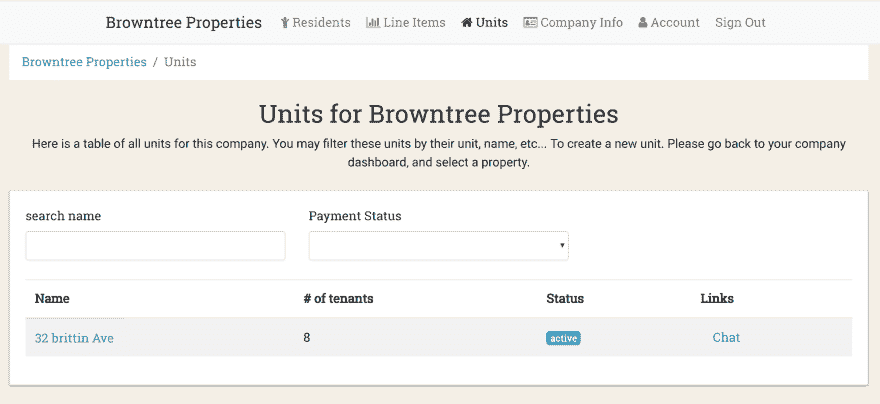 Browntree Properties Residents Line Items Units Company Info Account Sign Out
Browntree Properties / Units
Units for Browntree Properties
Here is a table of all units for this company. You may filter these units by their unit, name, etc... To create a new unit. Please go back to your company
dashboard, and select a property.
search name Payment Status
Name # of tenants Status Links
32 brittin Ave 8 active Chat